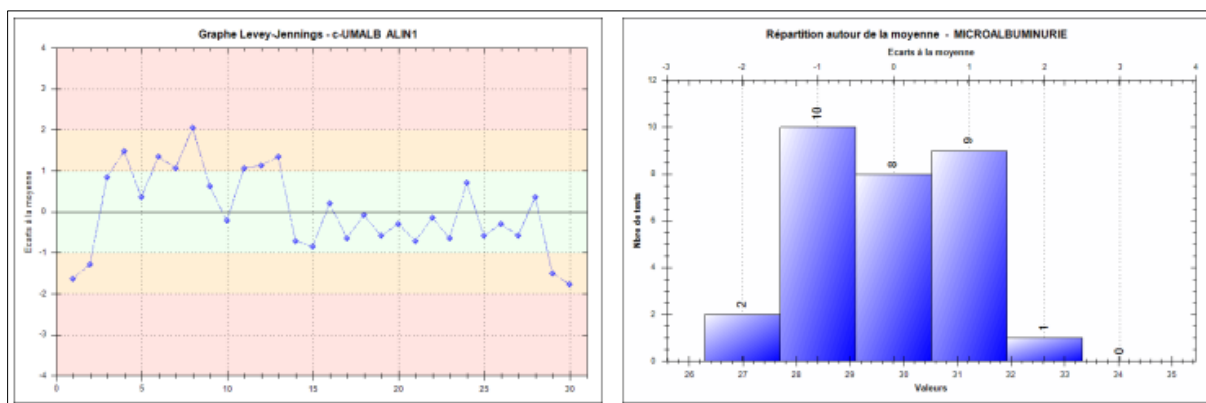 Graphe Levey-Jennings - c-UMALB ALIN1
Ecarts à la moyenne
4
3
2
1
0
-1
-2
-3
-4
0 5 10 15 20 25 30
Répartition autour de la moyenne - MICROALBUMINURIE
Ecarts à la moyenne
-3 -2 -1 0 1 2 3 4
Nbre de tests
12
10
8
6
4
2
0
2 10 8 9 1 0
26 27 28 29 30 31 32 33 34 35
Valeurs